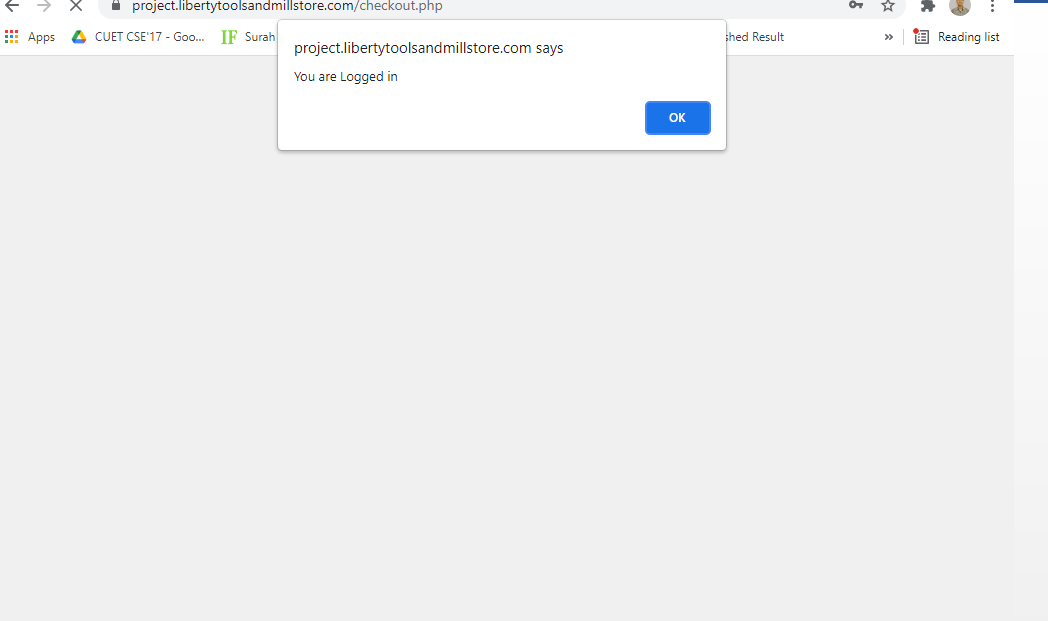 project.libertytoolsandmillstore.com/checkout.php
Apps CUET CSE'17 - Goo... IF Surah shed Result » Reading list
project.libertytoolsandmillstore.com says
You are Logged in
OK